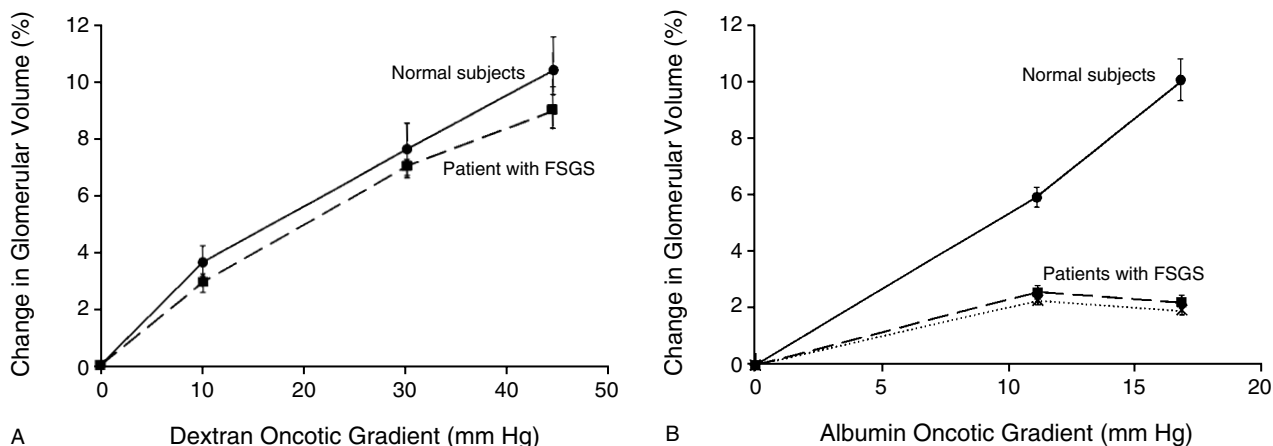 Change in Glomerular Volume (%)
12
10
8
6
4
2
0
Normal subjects
Patient with FSGS
0 10 20 30 40 50
A Dextran Oncotic Gradient (mm Hg)
Change in Glomerular Volume (%)
12
10
8
6
4
2
0
Normal subjects
Patients with FSGS
0 5 10 15 20
B Albumin Oncotic Gradient (mm Hg)